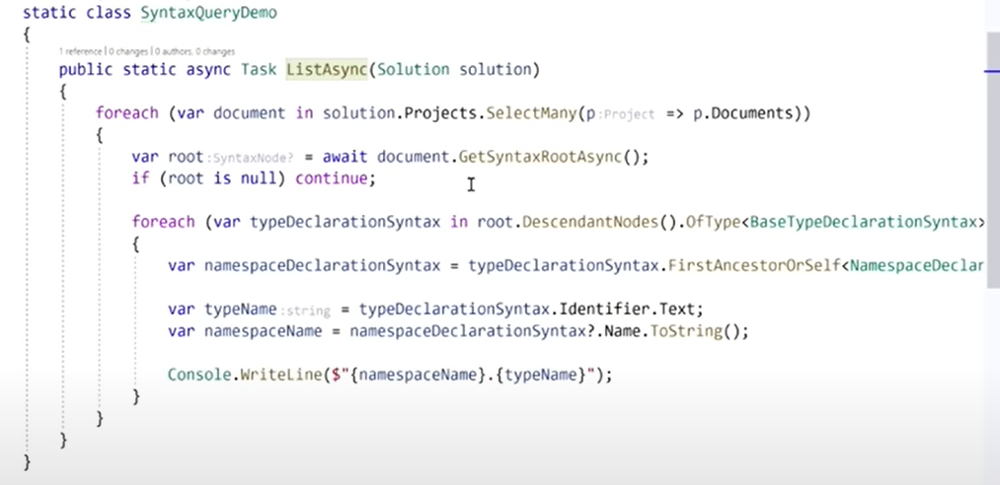 static class SyntaxQueryDemo
{
1 reference | 0 changes | 0 authors, 0 changes
public static async Task ListAsync(Solution solution)
{
foreach (var document in solution.Projects.SelectMany(p:Project => p.Documents))
{
var root:SyntaxNode? = await document.GetSyntaxRootAsync();
if (root is null) continue;
foreach (var typeDeclarationSyntax in root.DescendantNodes().OfType<BaseTypeDeclarationSyntax>
{
var namespaceDeclarationSyntax = typeDeclarationSyntax.FirstAncestorOrSelf<NamespaceDeclar
var typeName:string = typeDeclarationSyntax.Identifier.Text;
var namespaceName = namespaceDeclarationSyntax?.Name.ToString();
Console.WriteLine($"{namespaceName}.{typeName}");
}
}
}
}